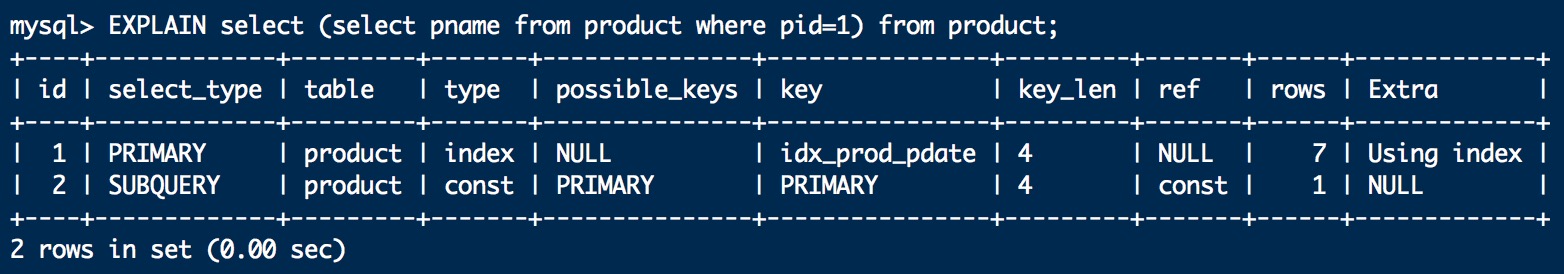 mysql> EXPLAIN select (select pname from product where pid=1) from product;
+----+-------------+---------+-------+---------------+----------------+---------+-------+------+-------------+
| id | select_type | table   | type  | possible_keys | key            | key_len | ref   | rows | Extra       |
+----+-------------+---------+-------+---------------+----------------+---------+-------+------+-------------+
|  1 | PRIMARY     | product | index | NULL          | idx_prod_pdate | 4       | NULL  |    7 | Using index |
|  2 | SUBQUERY    | product | const | PRIMARY       | PRIMARY        | 4       | const |    1 | NULL        |
+----+-------------+---------+-------+---------------+----------------+---------+-------+------+-------------+
2 rows in set (0.00 sec)